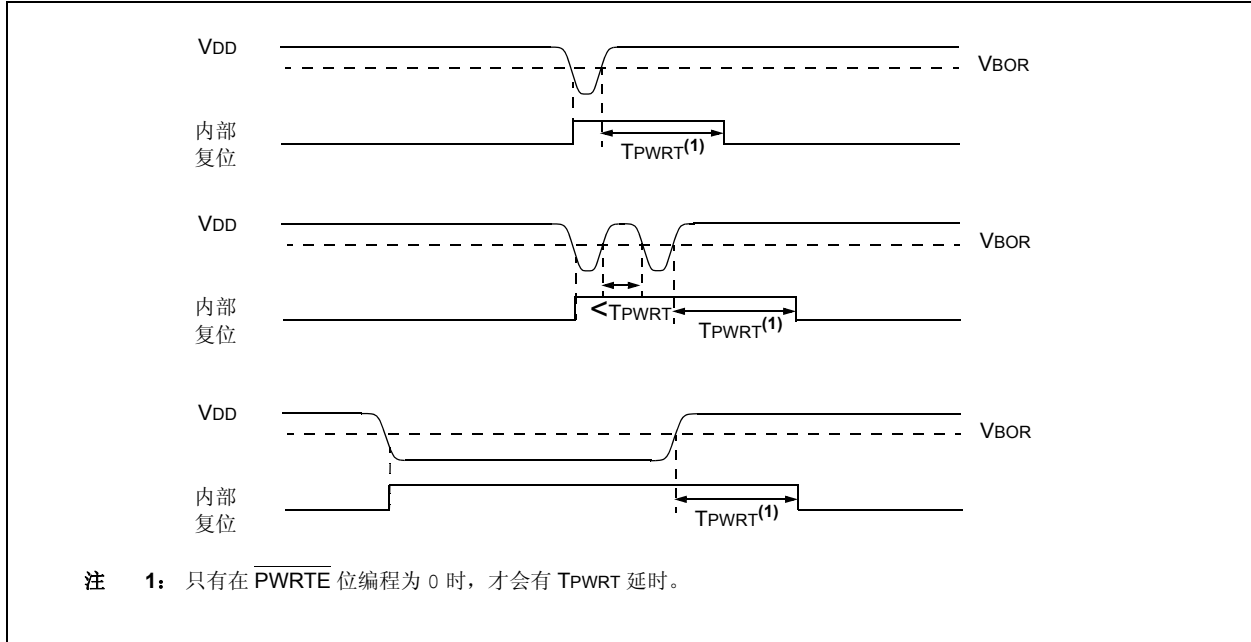 VDD
VBOR
内部
复位
TPWRT(1)
VDD
VBOR
内部
复位
<TPWRT
TPWRT(1)
VDD
VBOR
内部
复位
TPWRT(1)
注 1： 只有在 PWRTE 位编程为 0 时，才会有 TPWRT 延时。